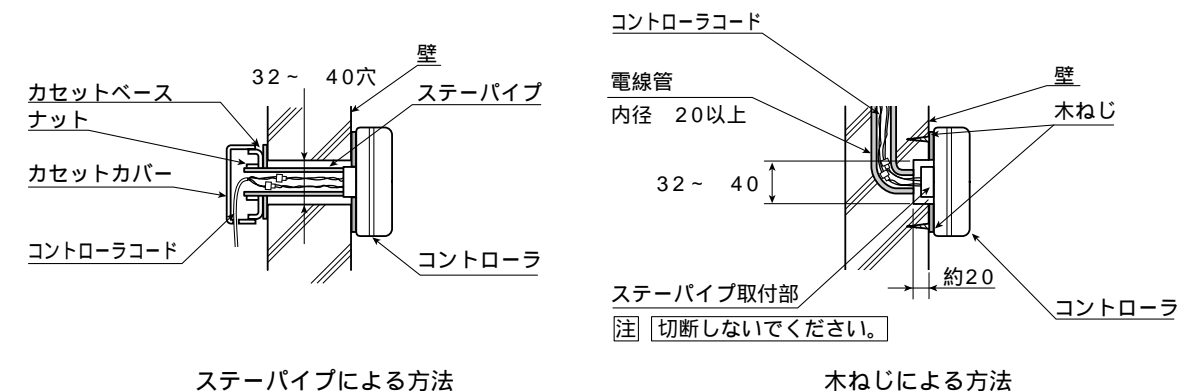 壁
32~　40穴
カセットベース
ステーパイプ
ナット
カセットカバー
コントローラコード
コントローラ
ステーパイプによる方法
コントローラコード
電線管
内径　20以上
壁
木ねじ
32~　40
約20
ステーパイプ取付部
コントローラ
注 切断しないでください。
木ねじによる方法